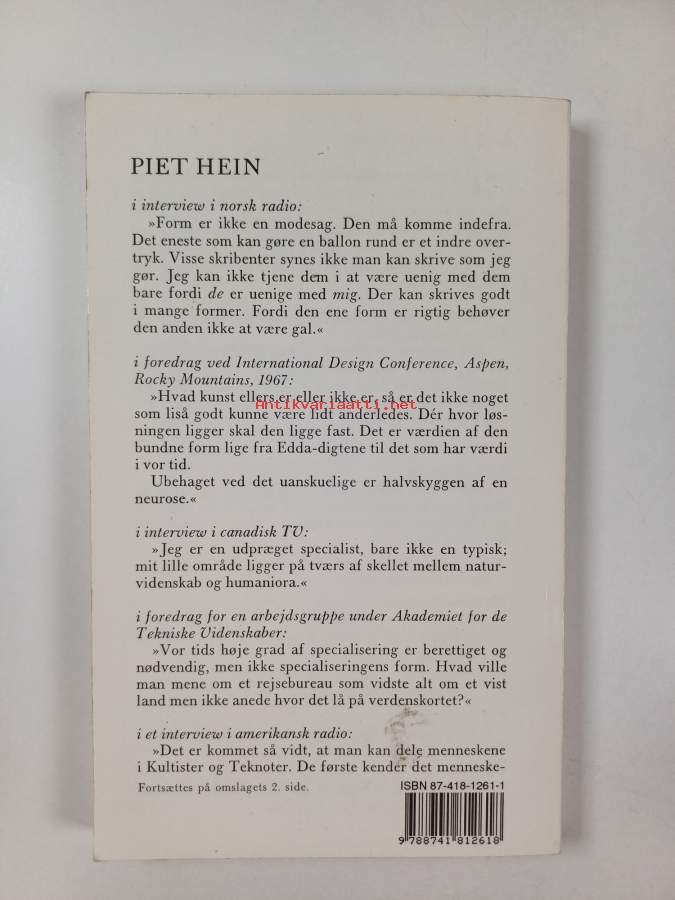 PIET HEIN
i interview i norsk radio:
»Form er ikke en modesag. Den må komme indefra.
Det eneste som kan gøre en ballon rund er et indre over-
tryk. Visse skribenter synes ikke man kan skrive som jeg
gør. Jeg kan ikke tjene dem i at være uenig med dem
bare fordi de er uenige med mig. Der kan skrives godt
i mange former. Fordi den ene form er rigtig behøver
den anden ikke at være gal.«
i foredrag ved International Design Conference, Aspen,
Rocky Mountains, 1967:
»Hvad kunst ellers er eller ikke er, så er det ikke noget
Antikvariaatti.net
som liså godt kunne være lidt anderledes. Dér hvor løs-
ningen ligger skal den ligge fast. Det er værdien af den
bundne form lige fra Edda-digtene til det som har værdi
i vor tid.
Ubehaget ved det uanskuelige er halvskyggen af en
neurose.«
i interview i canadisk TV:
»Jeg er en udpræget specialist, bare ikke en typisk;
mit lille område ligger på tværs af skellet mellem natur-
videnskab og humaniora.«
i foredrag for en arbejdsgruppe under Akademiet for de
Tekniske Videnskaber:
»Vor tids høje grad af specialisering er berettiget og
nødvendig, men ikke specialiseringens form. Hvad ville
man mene om et rejsebureau som vidste alt om et vist
land men ikke anede hvor det lå på verdenskortet?«
i et interview i amerikansk radio:
»Det er kommet så vidt, at man kan dele menneskene
i Kultister og Teknoter. De første kender det menneske-
Fortsættes på omslagets 2. side.
ISBN 87-418-1261-1
9 788741 812618